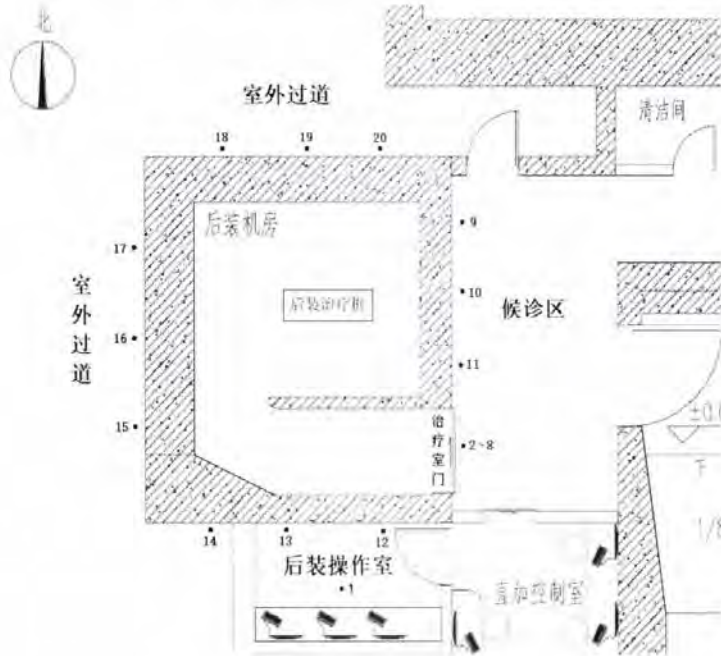 北
室外过道
18
19
20
清洁间
后装机房
9
17
室外过道
后装治疗机
10
候诊区
16
11
15
治疗室门
2~8
下
14
13
12
后装操作室
1
直加控制室